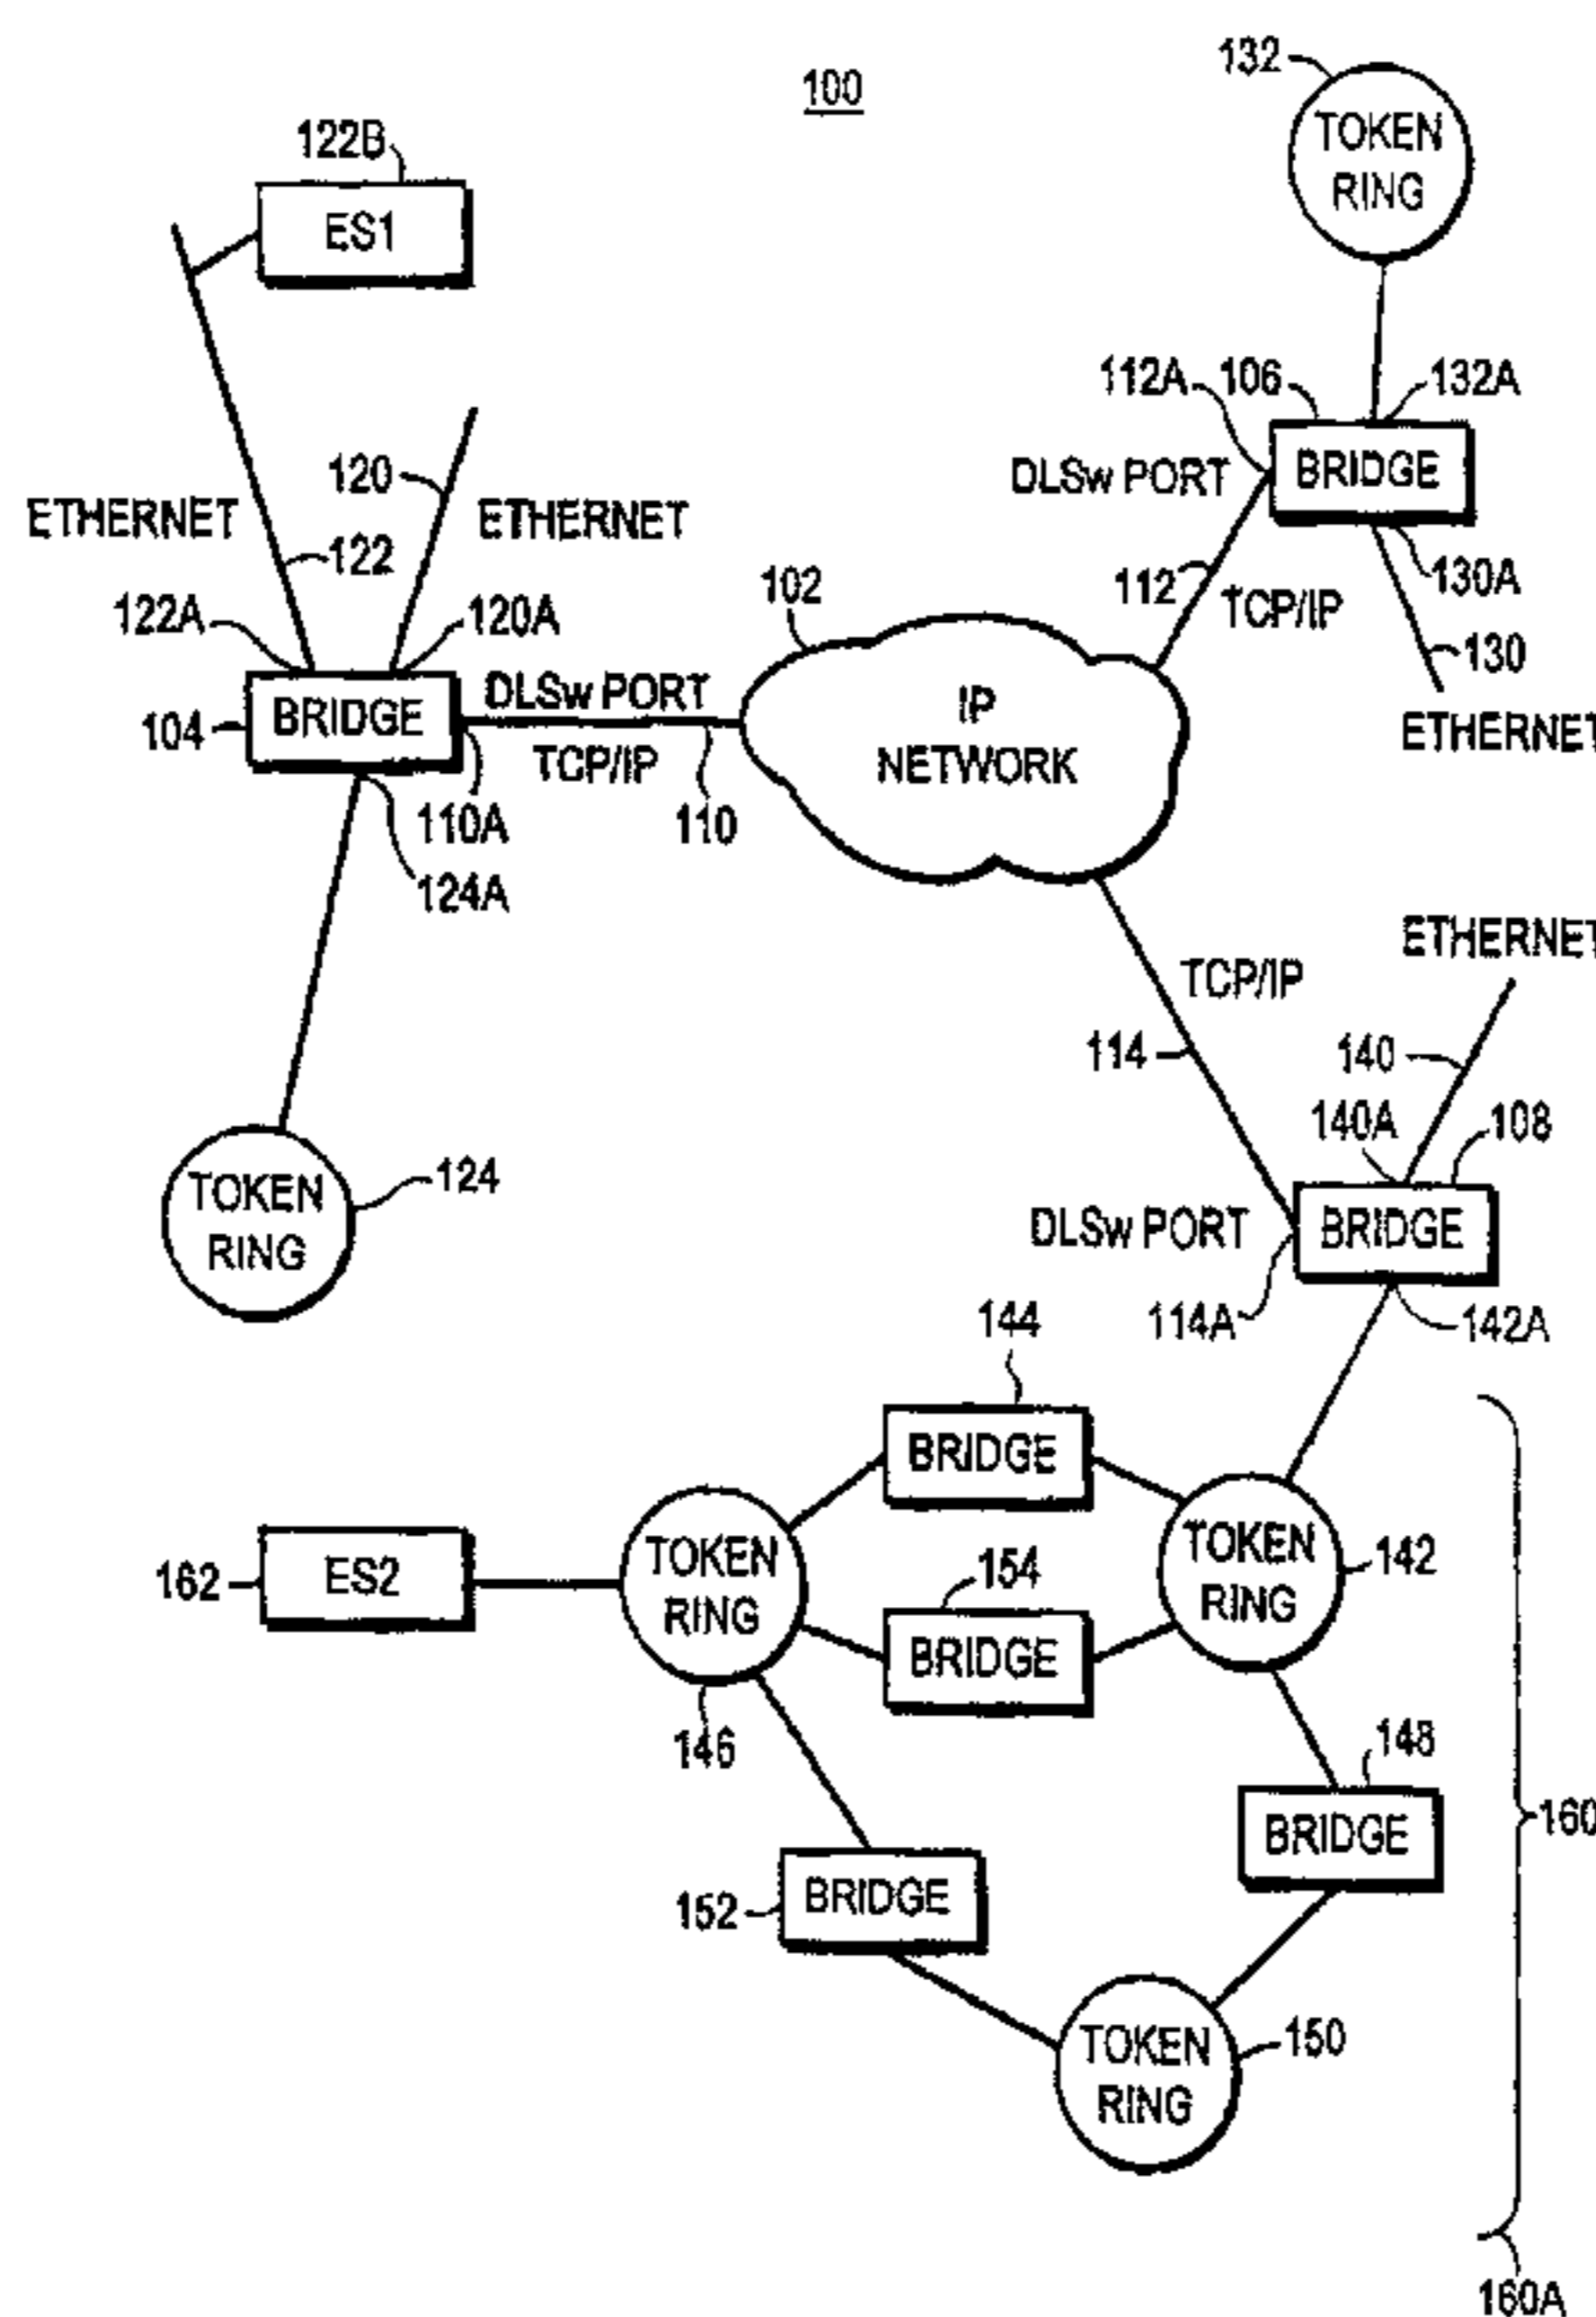 100
132
TOKEN
RING
122B
ES1
112A
106
132A
DLSw PORT
BRIDGE
120
ETHERNET
ETHERNET
122
102
112
TCP/IP
130A
122A
120A
130
DLSw PORT
IP
NETWORK
104
BRIDGE
ETHERNET
TCP/IP
110A
110
124A
ETHERNET
TCP/IP
114
140
140A
108
TOKEN
RING
124
DLSw PORT
BRIDGE
114A
142A
144
BRIDGE
162
ES2
TOKEN
RING
154
BRIDGE
TOKEN
RING
142
146
148
BRIDGE
160
152
BRIDGE
TOKEN
RING
150
160A